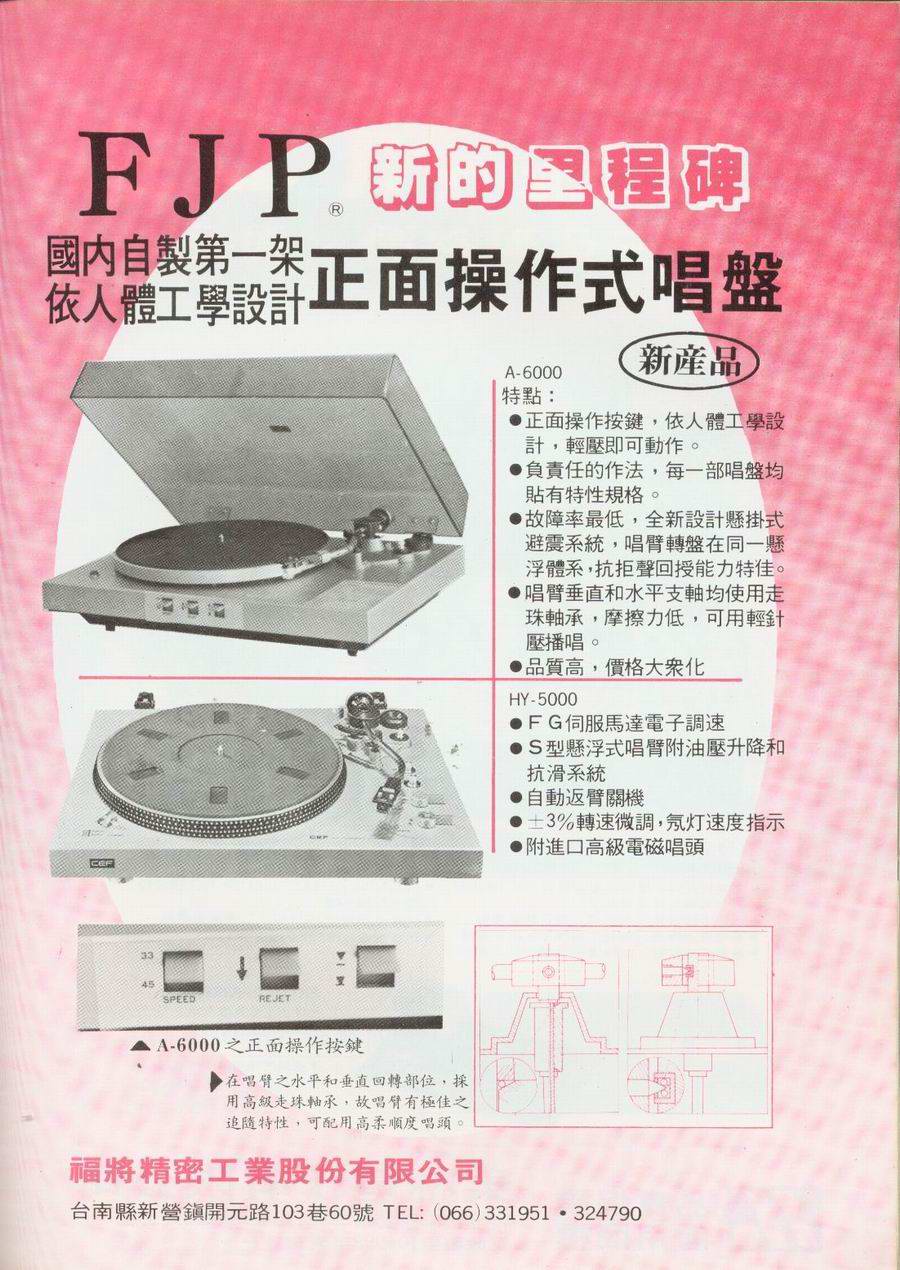 FJP® 新的里程碑
國內自製第一架
依人體工學設計
正面操作式唱盤
新産品
A-6000
特點：
●正面操作按鍵，依人體工學設
計，輕壓即可動作。
●負責任的作法，每一部唱盤均
貼有特性規格。
●故障率最低，全新設計懸掛式
避震系統，唱臂轉盤在同一懸
浮體系，抗拒聲回授能力特佳。
●唱臂垂直和水平支軸均使用走
珠軸承，摩擦力低，可用輕針
壓播唱。
●品質高，價格大衆化
HY-5000
●ＦＧ伺服馬達電子調速
●Ｓ型懸浮式唱臂附油壓升降和
抗滑系統
●自動返臂關機
●±3%轉速微調，氖灯速度指示
●附進口高級電磁唱頭
CEF
CEF
33
45
SPEED
REJET
▲A-6000之正面操作按鍵
▶在唱臂之水平和垂直回轉部位，採
用高級走珠軸承，故唱臂有極佳之
追隨特性，可配用高柔順度唱頭。
福將精密工業股份有限公司
台南縣新營鎭開元路103巷60號 TEL: (066)331951・324790